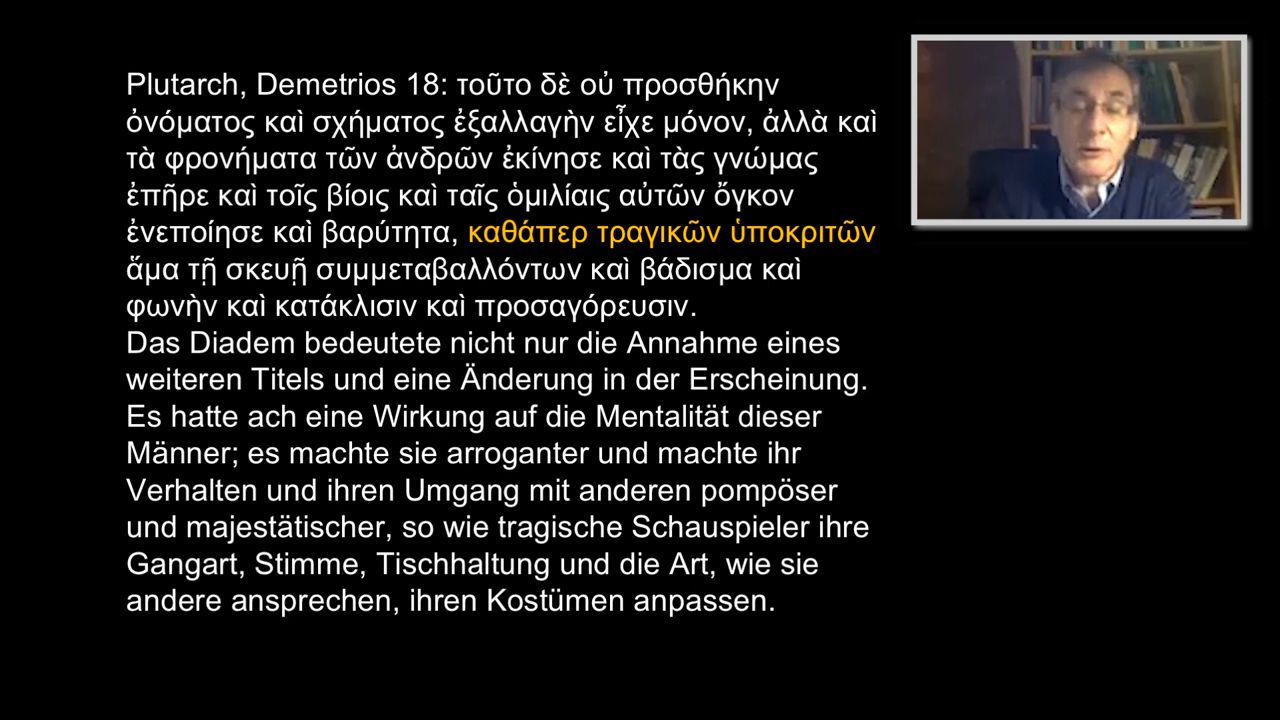 Plutarch, Demetrios 18: τοῦτο δὲ οὐ προσθήκην
ὀνόματος καὶ σχήματος ἐξαλλαγὴν εἶχε μόνον, ἀλλὰ καὶ
τὰ φρονήματα τῶν ἀνδρῶν ἐκίνησε καὶ τὰς γνώμας
ἐπῆρε καὶ τοῖς βίοις καὶ ταῖς ὁμιλίαις αὐτῶν ὄγκον
ἐνεποίησε καὶ βαρύτητα, καθάπερ τραγικῶν ὑποκριτῶν
ἅμα τῇ σκευῇ συμμεταβαλλόντων καὶ βάδισμα καὶ
φωνὴν καὶ κατάκλισιν καὶ προσαγόρευσιν.
Das Diadem bedeutete nicht nur die Annahme eines
weiteren Titels und eine Änderung in der Erscheinung.
Es hatte ach eine Wirkung auf die Mentalität dieser
Männer; es machte sie arroganter und machte ihr
Verhalten und ihren Umgang mit anderen pompöser
und majestätischer, so wie tragische Schauspieler ihre
Gangart, Stimme, Tischhaltung und die Art, wie sie
andere ansprechen, ihren Kostümen anpassen.